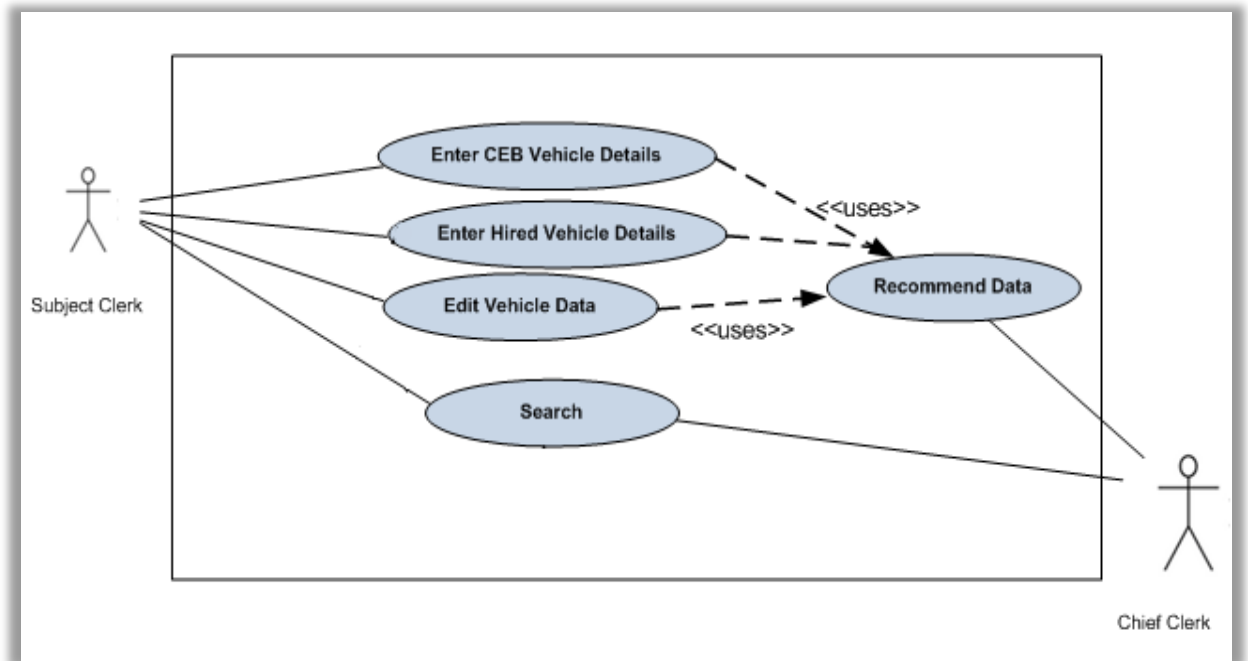 Enter CEB Vehicle Details
<<uses>>
Enter Hired Vehicle Details
Recommend Data
Subject Clerk
Edit Vehicle Data
<<uses>>
Search
Chief Clerk